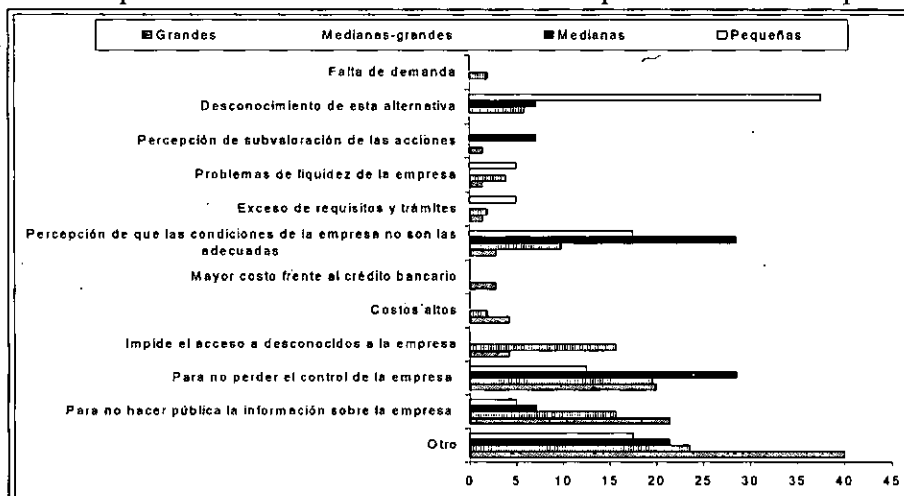 Grandes Medianas-grandes Medianas Pequeñas
Falta de demanda
Desconocimiento de esta alternativa
Percepción de subvaloración de las acciones
Problemas de liquidez de la empresa
Exceso de requisitos y trámites
Percepción de que las condiciones de la empresa no son las
adecuadas
Mayor costo frente al crédito bancario
Costos altos
Impide el acceso a desconocidos a la empresa
Para no perder el control de la empresa
Para no hacer pública la información sobre la empresa
Otro
0 5 10 15 20 25 30 35 40 45